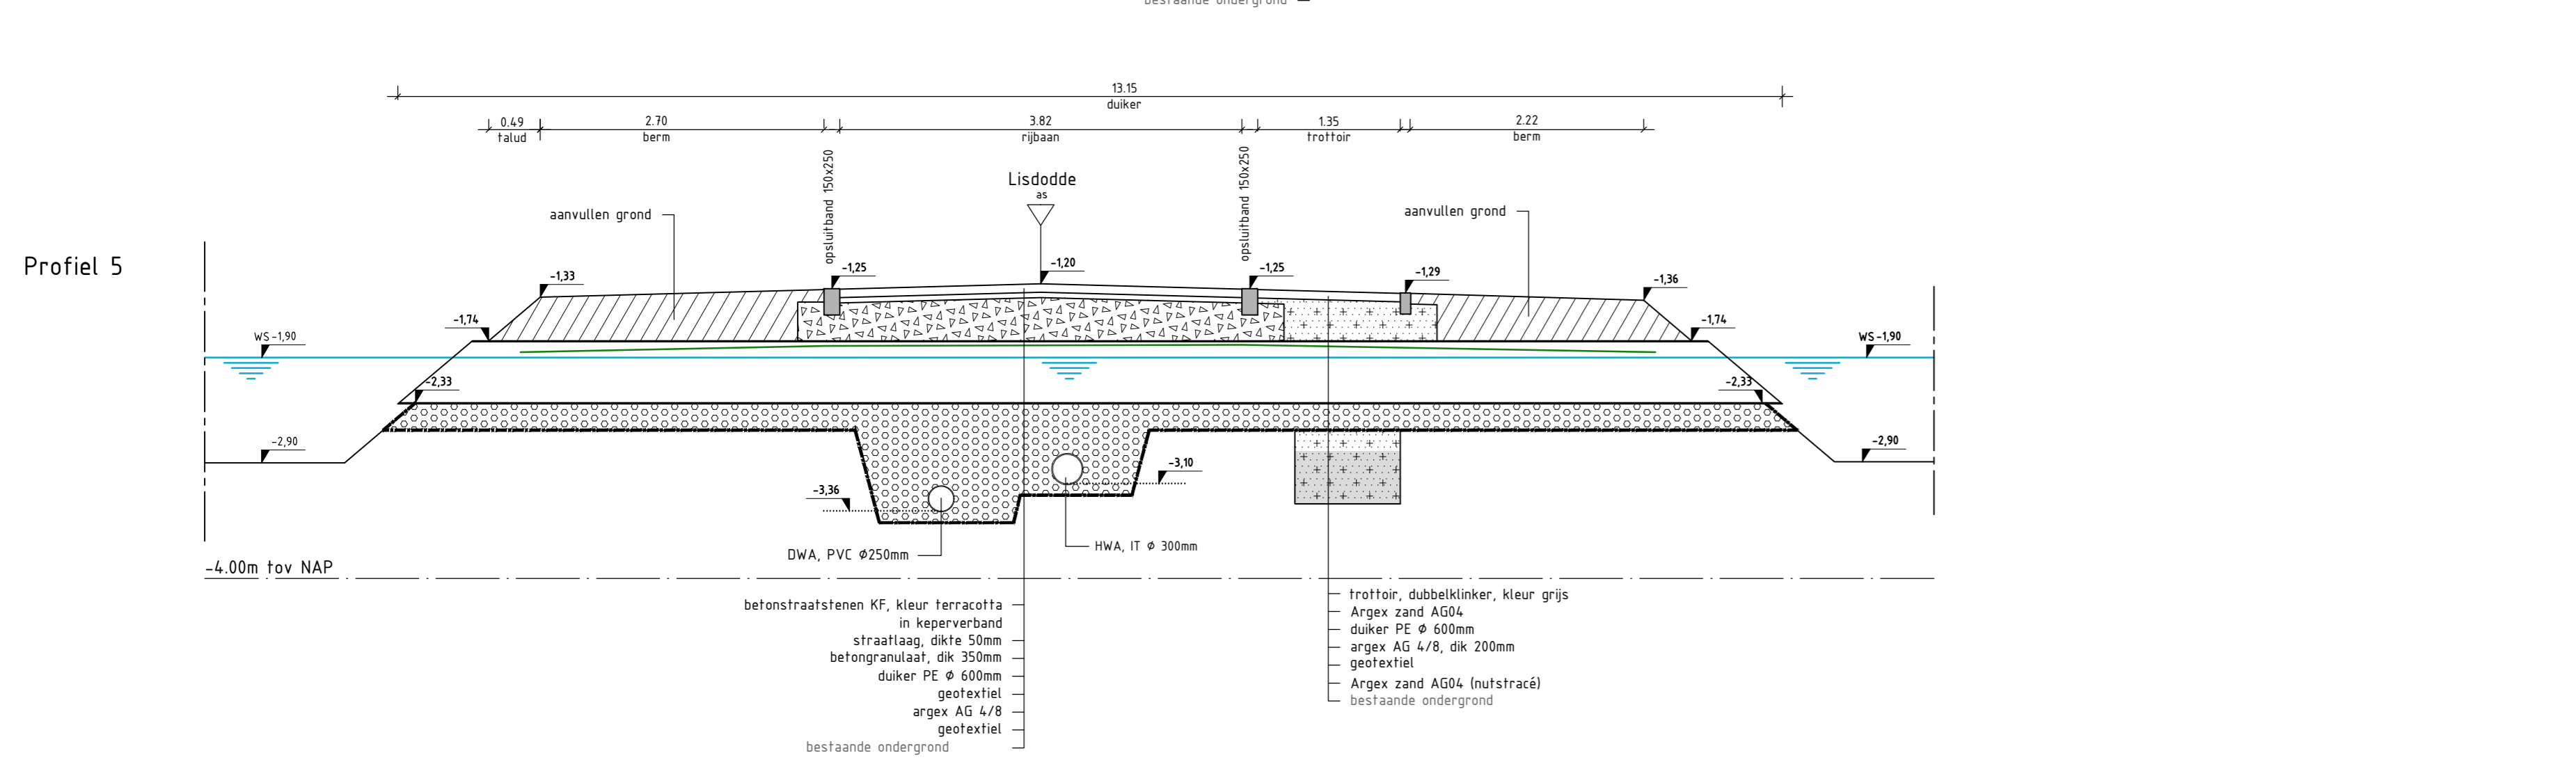 bestaande ondergrond
13.15
duiker
0.49
talud
2.70
berm
3.82
rijbaan
1.35
trottoir
2.22
berm
opsluitband 150x250
opsluitband 150x250
Lisdodde
as
aanvullen grond
aanvullen grond
Profiel 5
-1,33
-1,25
-1,20
-1,25
-1,29
-1,36
-1,74
-1,74
WS -1,90
WS -1,90
-2,33
-2,33
-2,90
-2,90
-3,10
-3,36
DWA, PVC Ø250mm
HWA, IT Ø 300mm
-4.00m tov NAP
betonstraatstenen KF, kleur terracotta
in keperverband
straatlaag, dikte 50mm
betongranulaat, dik 350mm
duiker PE Ø 600mm
geotextiel
argex AG 4/8
geotextiel
bestaande ondergrond
trottoir, dubbelklinker, kleur grijs
Argex zand AG04
duiker PE Ø 600mm
argex AG 4/8, dik 200mm
geotextiel
Argex zand AG04 (nutstracé)
bestaande ondergrond